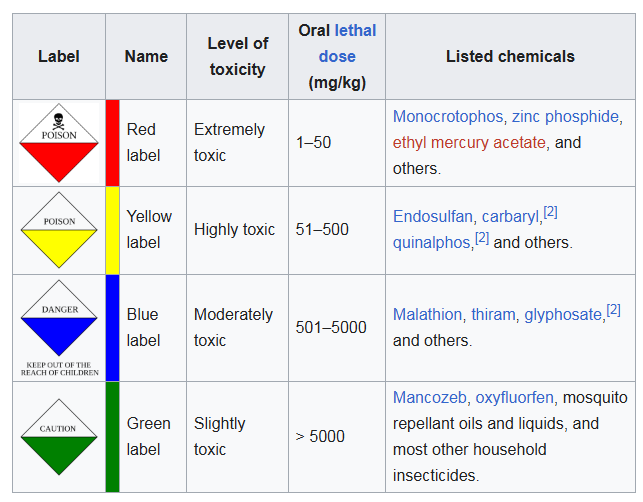 Label Name Level of toxicity Oral lethal dose (mg/kg) Listed chemicals
POISON
Red label
Extremely toxic
1–50
Monocrotophos, zinc phosphide,
ethyl mercury acetate, and
others.
POISON
Yellow label
Highly toxic
51–500
Endosulfan, carbaryl,[2]
quinalphos,[2] and others.
DANGER
KEEP OUT OF THE
REACH OF CHILDREN
Blue label
Moderately toxic
501–5000
Malathion, thiram, glyphosate,[2]
and others.
CAUTION
Green label
Slightly toxic
> 5000
Mancozeb, oxyfluorfen, mosquito
repellant oils and liquids, and
most other household
insecticides.